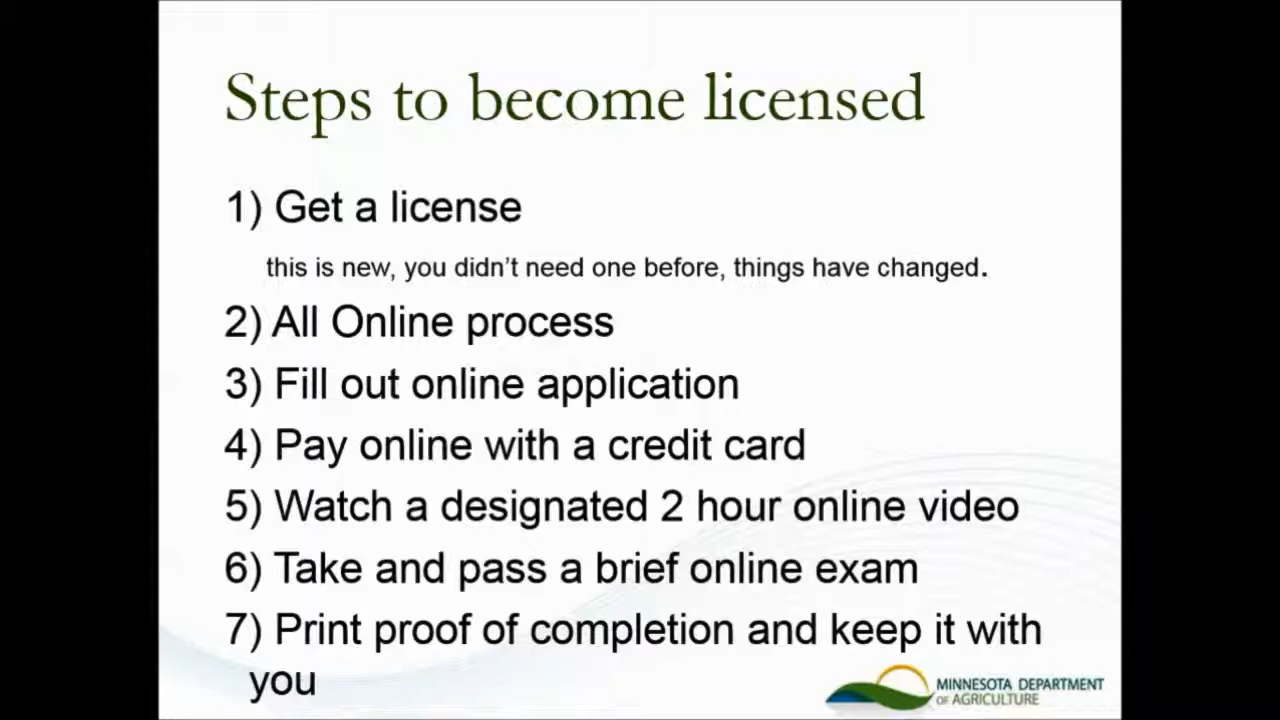 Steps to become licensed
1) Get a license
this is new, you didn't need one before, things have changed.
2) All Online process
3) Fill out online application
4) Pay online with a credit card
5) Watch a designated 2 hour online video
6) Take and pass a brief online exam
7) Print proof of completion and keep it with
you
MINNESOTA DEPARTMENT
OF AGRICULTURE